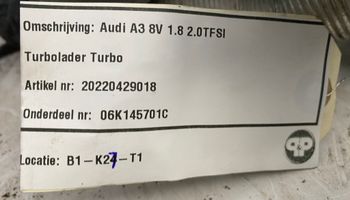 Omschrijving: Audi A3 8V 1.8 2.0TFSI
Turbolader Turbo
Artikel nr: 20220429018
Onderdeel nr: 06K145701C
Locatie: B1-K27-T1